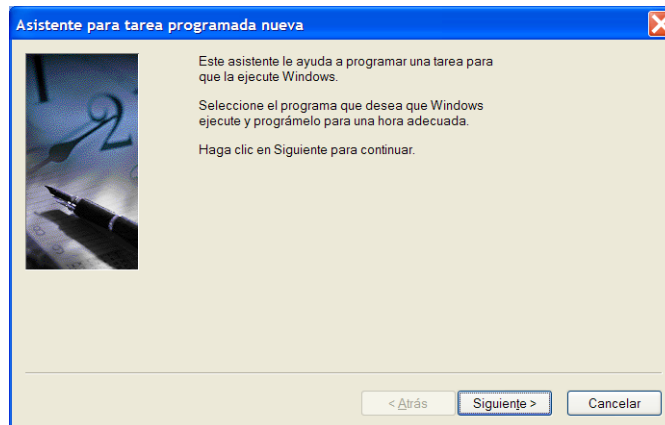 Asistente para tarea programada nueva
Este asistente le ayuda a programar una tarea para
que la ejecute Windows.
Seleccione el programa que desea que Windows
ejecute y prográmelo para una hora adecuada.
Haga clic en Siguiente para continuar.
< Atrás
Siguiente >
Cancelar